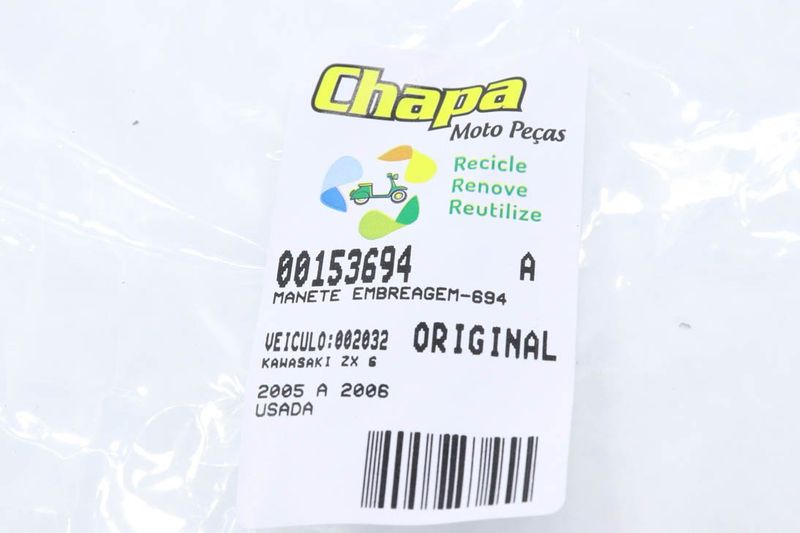 Chapa
Moto Peças
Recicle
Renove
Reutilize
00153694 A
MANETE EMBREAGEM-694
VEICULO:002032 ORIGINAL
KAWASAKI ZX 6
2005 A 2006
USADA